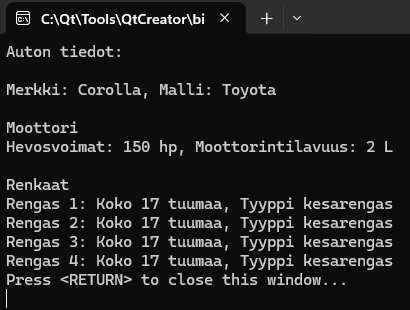 C:\Qt\Tools\QtCreator\bi
Auton tiedot:
Merkki: Corolla, Malli: Toyota
Moottori
Hevosvoimat: 150 hp, Moottorintilavuus: 2 L
Renkaat
Rengas 1: Koko 17 tuumaa, Tyyppi kesarengas
Rengas 2: Koko 17 tuumaa, Tyyppi kesarengas
Rengas 3: Koko 17 tuumaa, Tyyppi kesarengas
Rengas 4: Koko 17 tuumaa, Tyyppi kesarengas
Press <RETURN> to close this window...